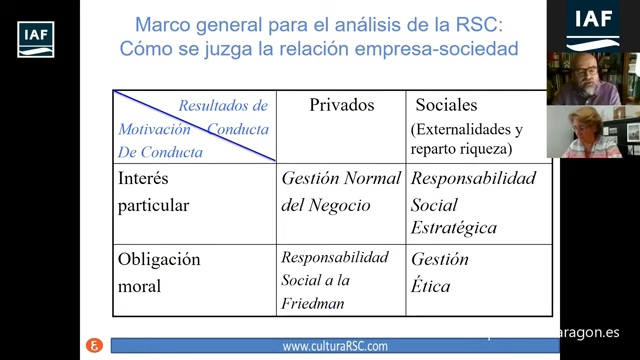 IAF
Marco general para el análisis de la RSC:
Cómo se juzga la relación empresa-sociedad
IAF
Resultados de
Motivación Conducta
De Conducta
Privados
Sociales
(Externalidades y
reparto riqueza)
Interés
particular
Gestión Normal
del Negocio
Responsabilidad
Social
Estratégica
Obligación
moral
Responsabilidad
Social a la
Friedman
Gestión
Ética
www.culturaRSC.com
aragon.es